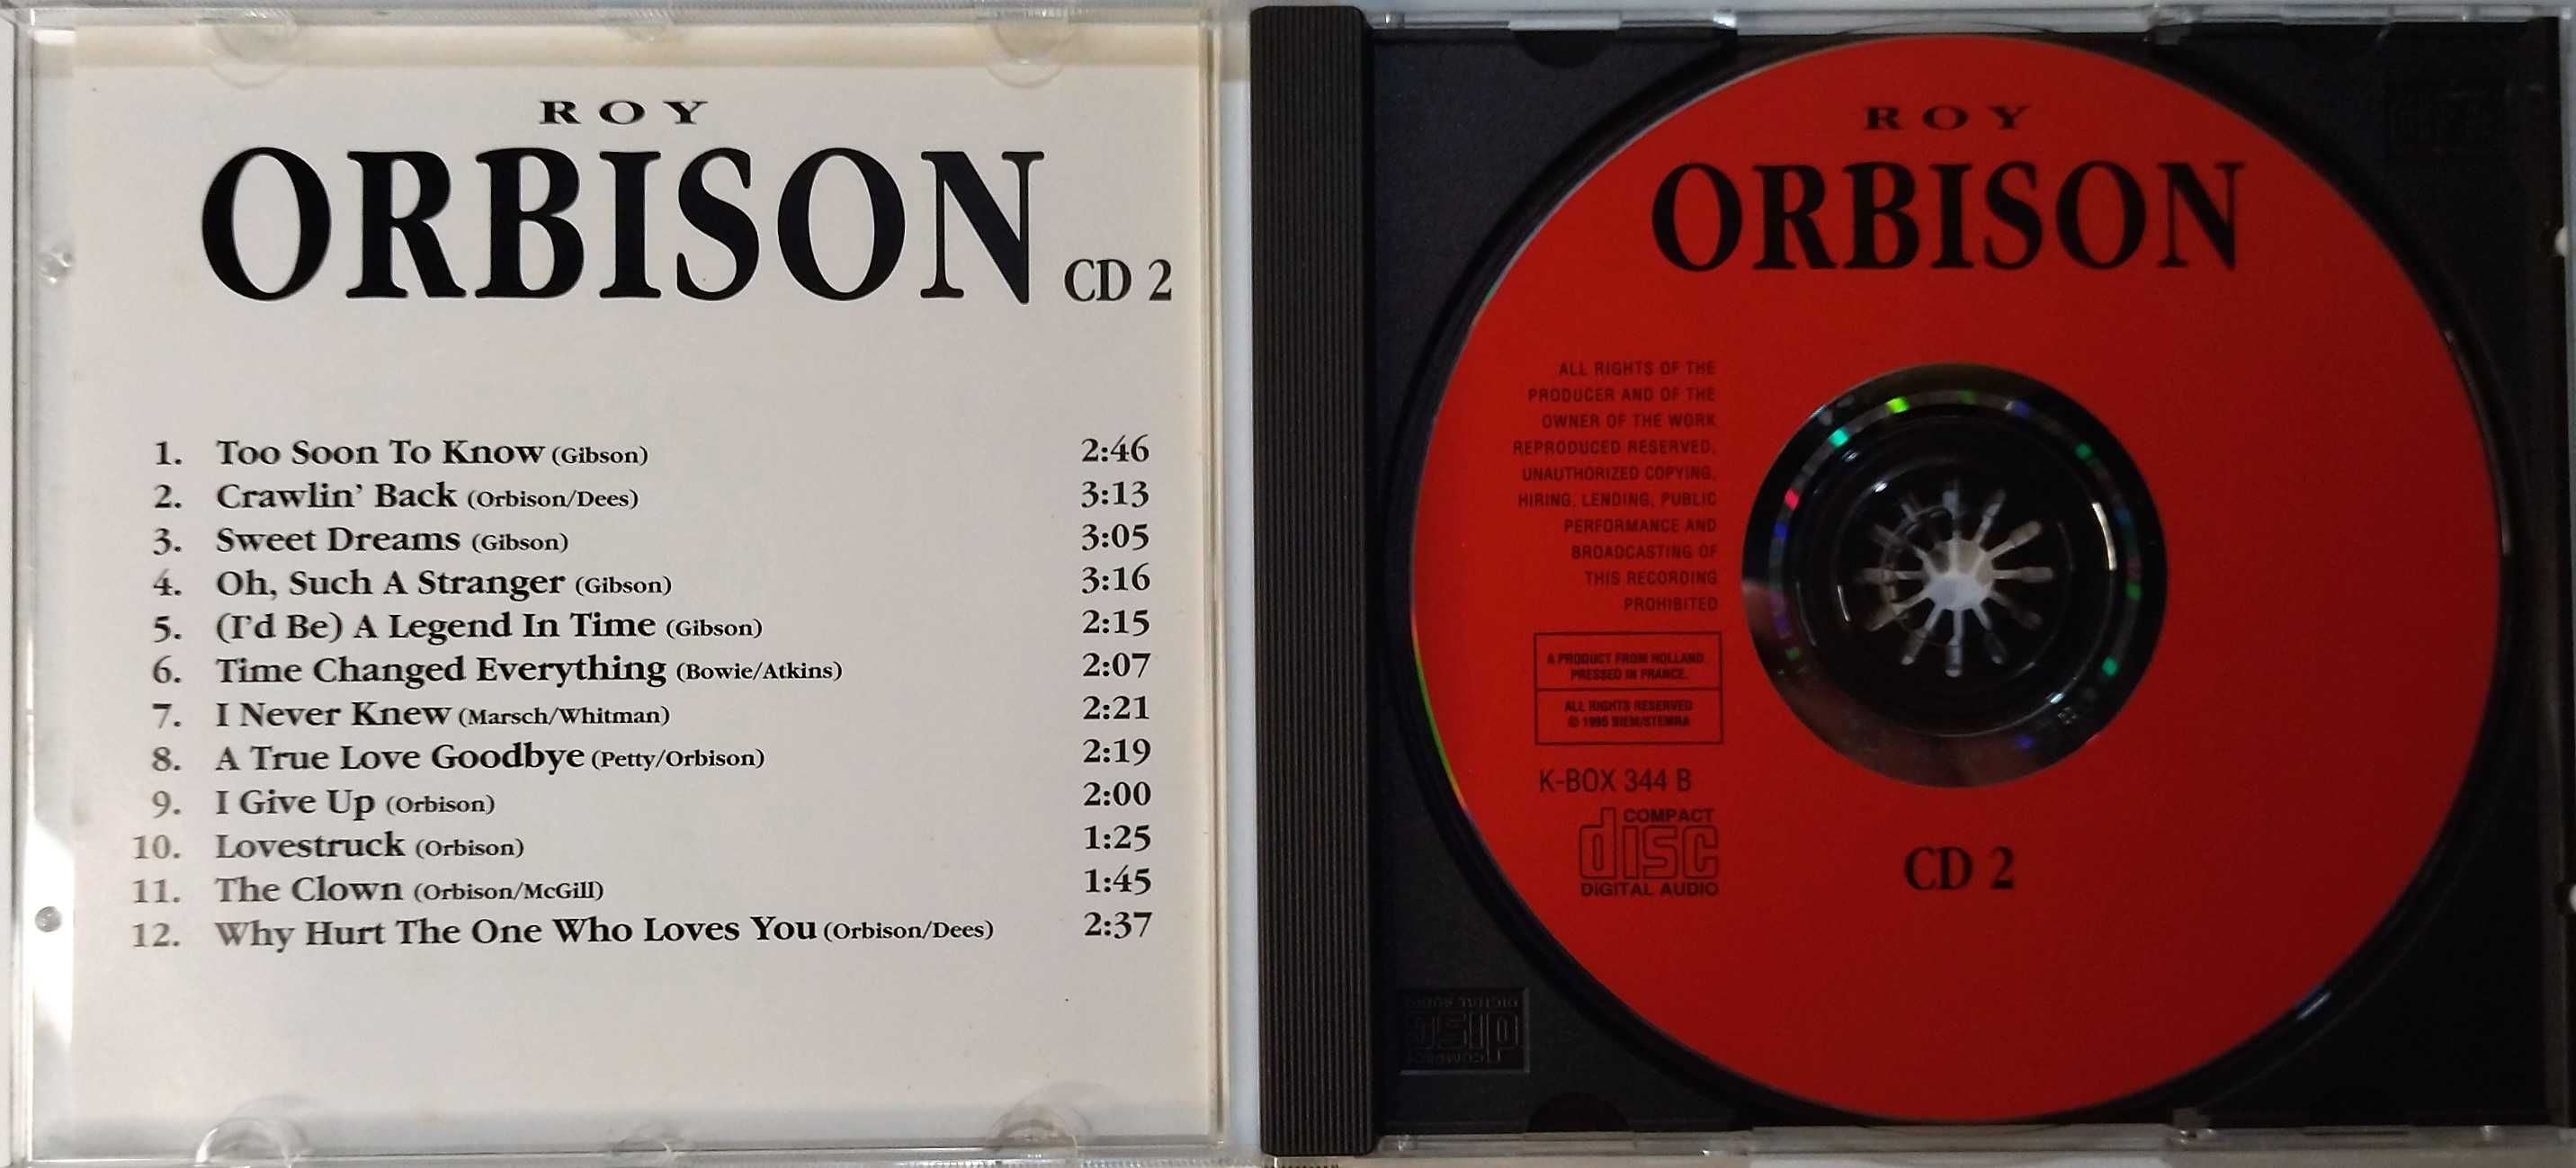 ROY
ORBISON CD 2
1. Too Soon To Know (Gibson) 2:46
2. Crawlin' Back (Orbison/Dees) 3:13
3. Sweet Dreams (Gibson) 3:05
4. Oh, Such A Stranger (Gibson) 3:16
5. (I'd Be) A Legend In Time (Gibson) 2:15
6. Time Changed Everything (Bowie/Atkins) 2:07
7. I Never Knew (Marsch/Whitman) 2:21
8. A True Love Goodbye (Petty/Orbison) 2:19
9. I Give Up (Orbison) 2:00
10. Lovestruck (Orbison) 1:25
11. The Clown (Orbison/McGill) 1:45
12. Why Hurt The One Who Loves You (Orbison/Dees) 2:37
ROY
ORBISON
ALL RIGHTS OF THE
PRODUCER AND OF THE
OWNER OF THE WORK
REPRODUCED RESERVED,
UNAUTHORIZED COPYING,
HIRING, LENDING, PUBLIC
PERFORMANCE AND
BROADCASTING OF
THIS RECORDING
PROHIBITED
A PRODUCT FROM HOLLAND
PRESSED IN FRANCE.
ALL RIGHTS RESERVED
© BIEM/STEMRA
K-BOX 344 B
COMPACT
disc
DIGITAL AUDIO
CD 2
COMPACT
disc
DIGITAL AUDIO